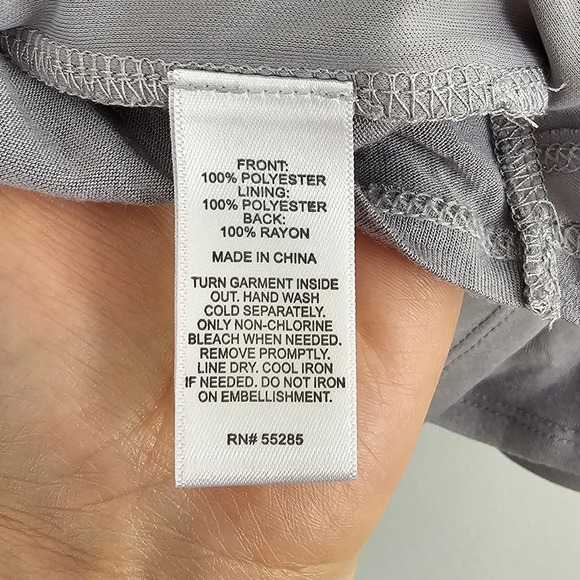 FRONT:
100% POLYESTER
LINING:
100% POLYESTER
BACK:
100% RAYON
MADE IN CHINA
TURN GARMENT INSIDE
OUT. HAND WASH
COLD SEPARATELY.
ONLY NON-CHLORINE
BLEACH WHEN NEEDED.
REMOVE PROMPTLY.
LINE DRY. COOL IRON
IF NEEDED. DO NOT IRON
ON EMBELLISHMENT.
RN# 55285